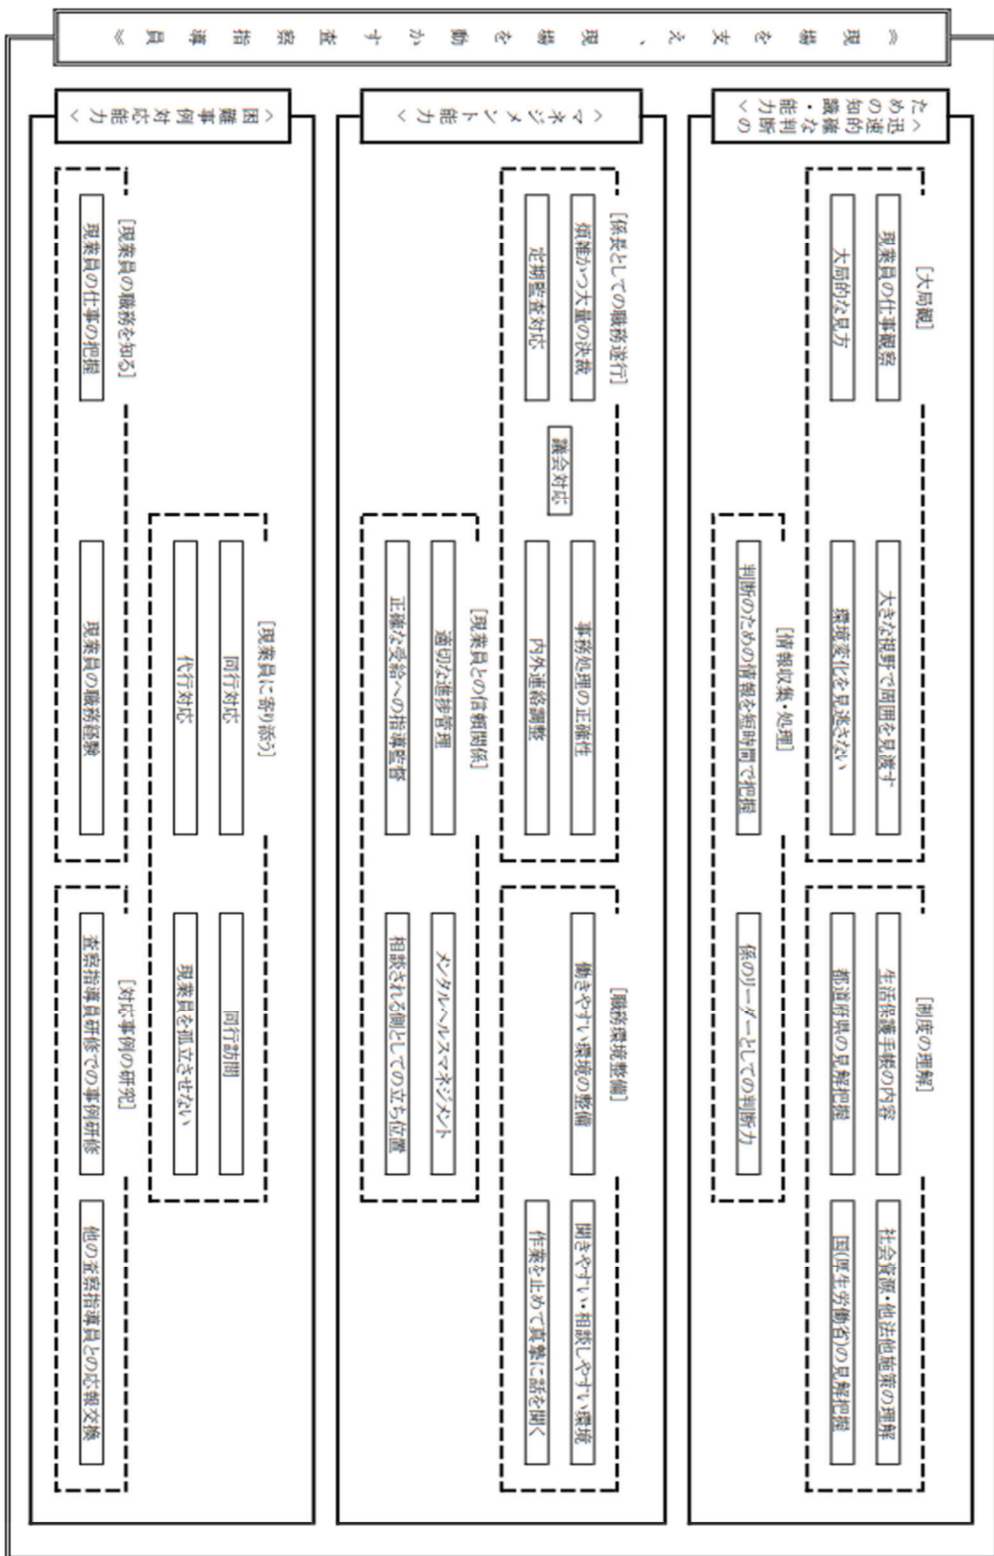 《現場を支え、現場を動かす査察指導員》
〈迅速的確な判断の
ための知識・能力〉
[大局観]
現業員の仕事観察
大きな視野で周囲を見渡す
大局的な見方
環境変化を見逃さない
[制度の理解]
生活保護手帳の内容
社会資源・他法他施策の理解
都道府県の見解把握
国(厚生労働省)の見解把握
[情報収集・処理]
判断のための情報を短時間で把握
係のリーダーとしての判断力
〈マネジメント能力〉
[係長としての職務遂行]
煩雑かつ大量の決裁
事務処理の正確性
議会対応
定期監査対応
内外連絡調整
[職務環境整備]
働きやすい環境の整備
聞きやすい・相談しやすい環境
作業を止めて真摯に話を聞く
[現業員との信頼関係]
適切な進捗管理
メンタルヘルスマネジメント
正確な受給への指導監督
相談される側としての立ち位置
〈困難事例対応能力〉
[現業員に寄り添う]
同行対応
同行訪問
代行対応
現業員を孤立させない
[現業員の職務を知る]
現業員の仕事の把握
現業員の職務経験
[対応事例の研究]
査察指導員研修での事例研修
他の査察指導員との応報交換